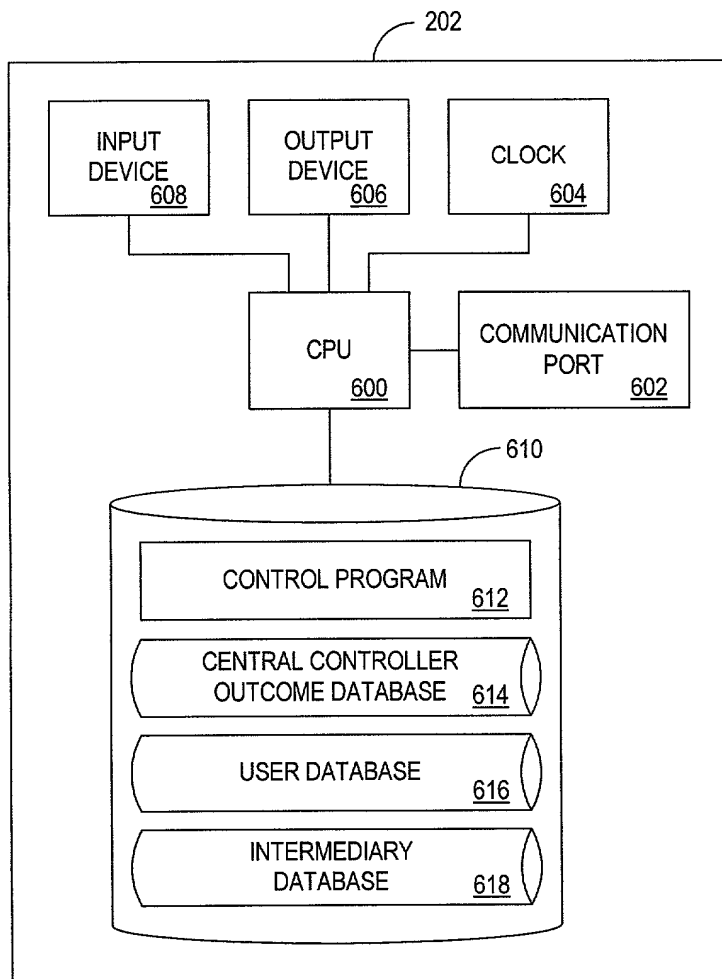 202
INPUT
DEVICE
608
OUTPUT
DEVICE
606
CLOCK
604
CPU
600
COMMUNICATION
PORT
602
610
CONTROL PROGRAM
612
CENTRAL CONTROLLER
OUTCOME DATABASE
614
USER DATABASE
616
INTERMEDIARY
DATABASE
618